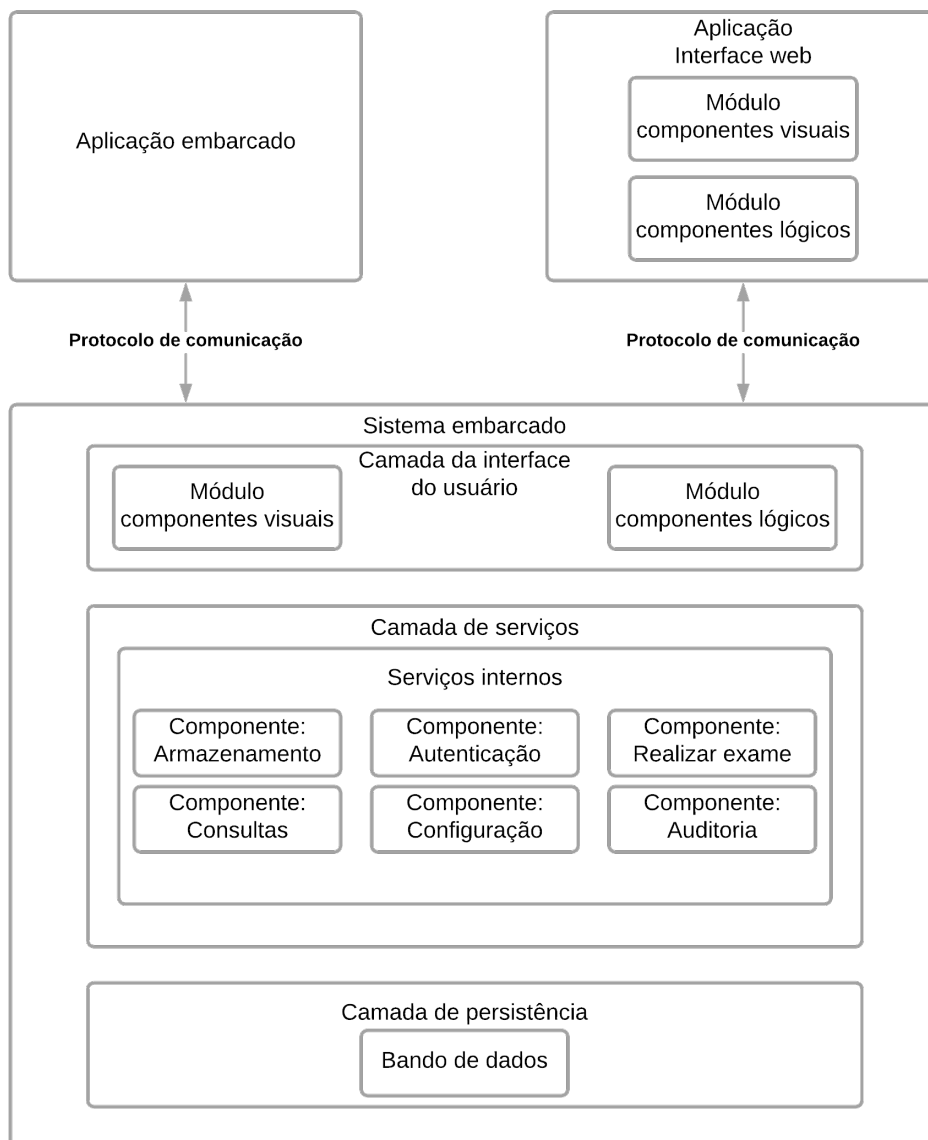 Aplicação embarcado
Aplicação
Interface web
Módulo
componentes visuais
Módulo
componentes lógicos
Protocolo de comunicação
Protocolo de comunicação
Sistema embarcado
Camada da interface
do usuário
Módulo
componentes visuais
Módulo
componentes lógicos
Camada de serviços
Serviços internos
Componente:
Armazenamento
Componente:
Autenticação
Componente:
Realizar exame
Componente:
Consultas
Componente:
Configuração
Componente:
Auditoria
Camada de persistência
Bando de dados